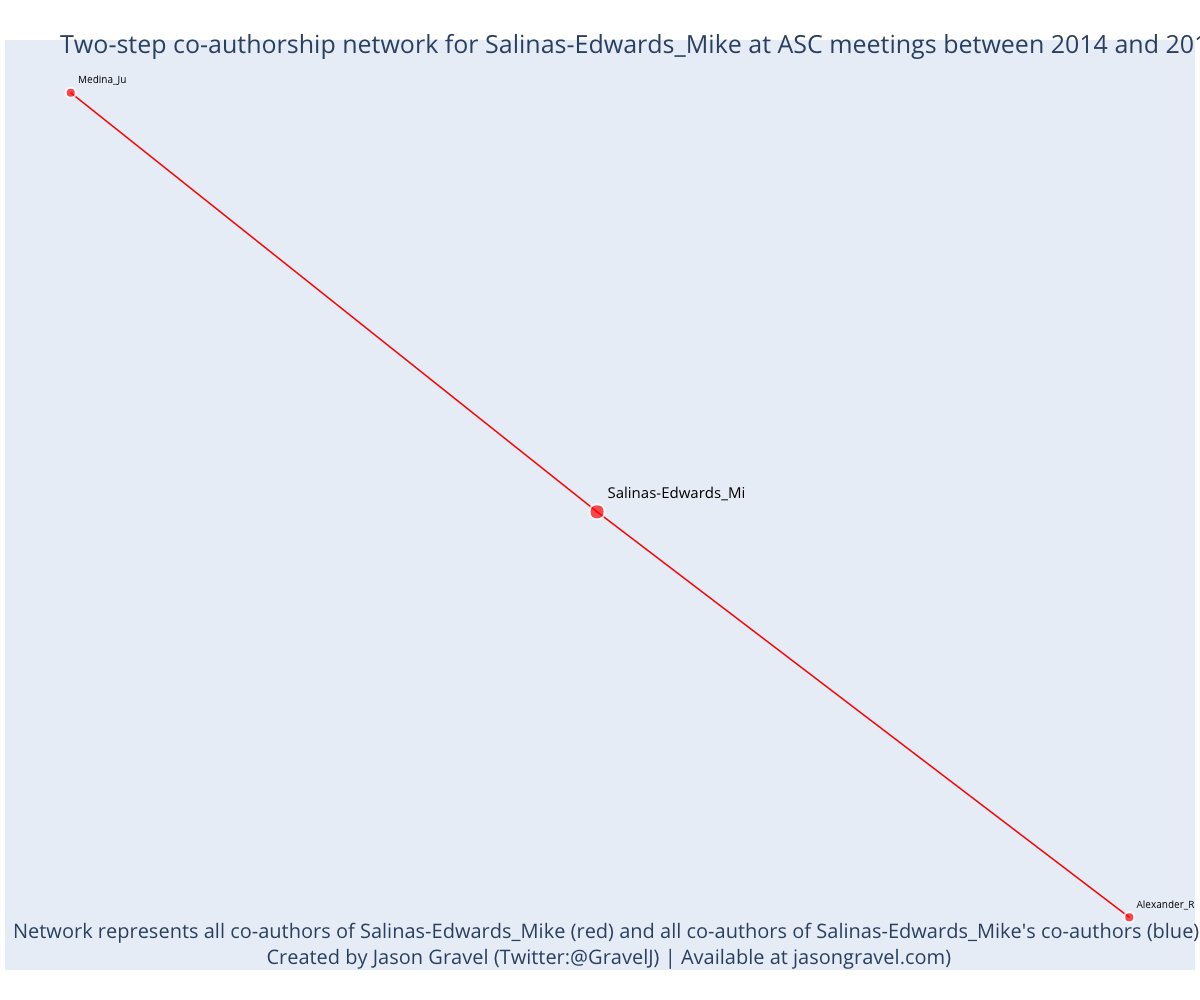 Two-step co-authorship network for Salinas-Edwards_Mike at ASC meetings between 2014 and 201
Medina_Ju
Salinas-Edwards_Mi
Alexander_R
Network represents all co-authors of Salinas-Edwards_Mike (red) and all co-authors of Salinas-Edwards_Mike's co-authors (blue)
Created by Jason Gravel (Twitter:@GravelJ) | Available at jasongravel.com)